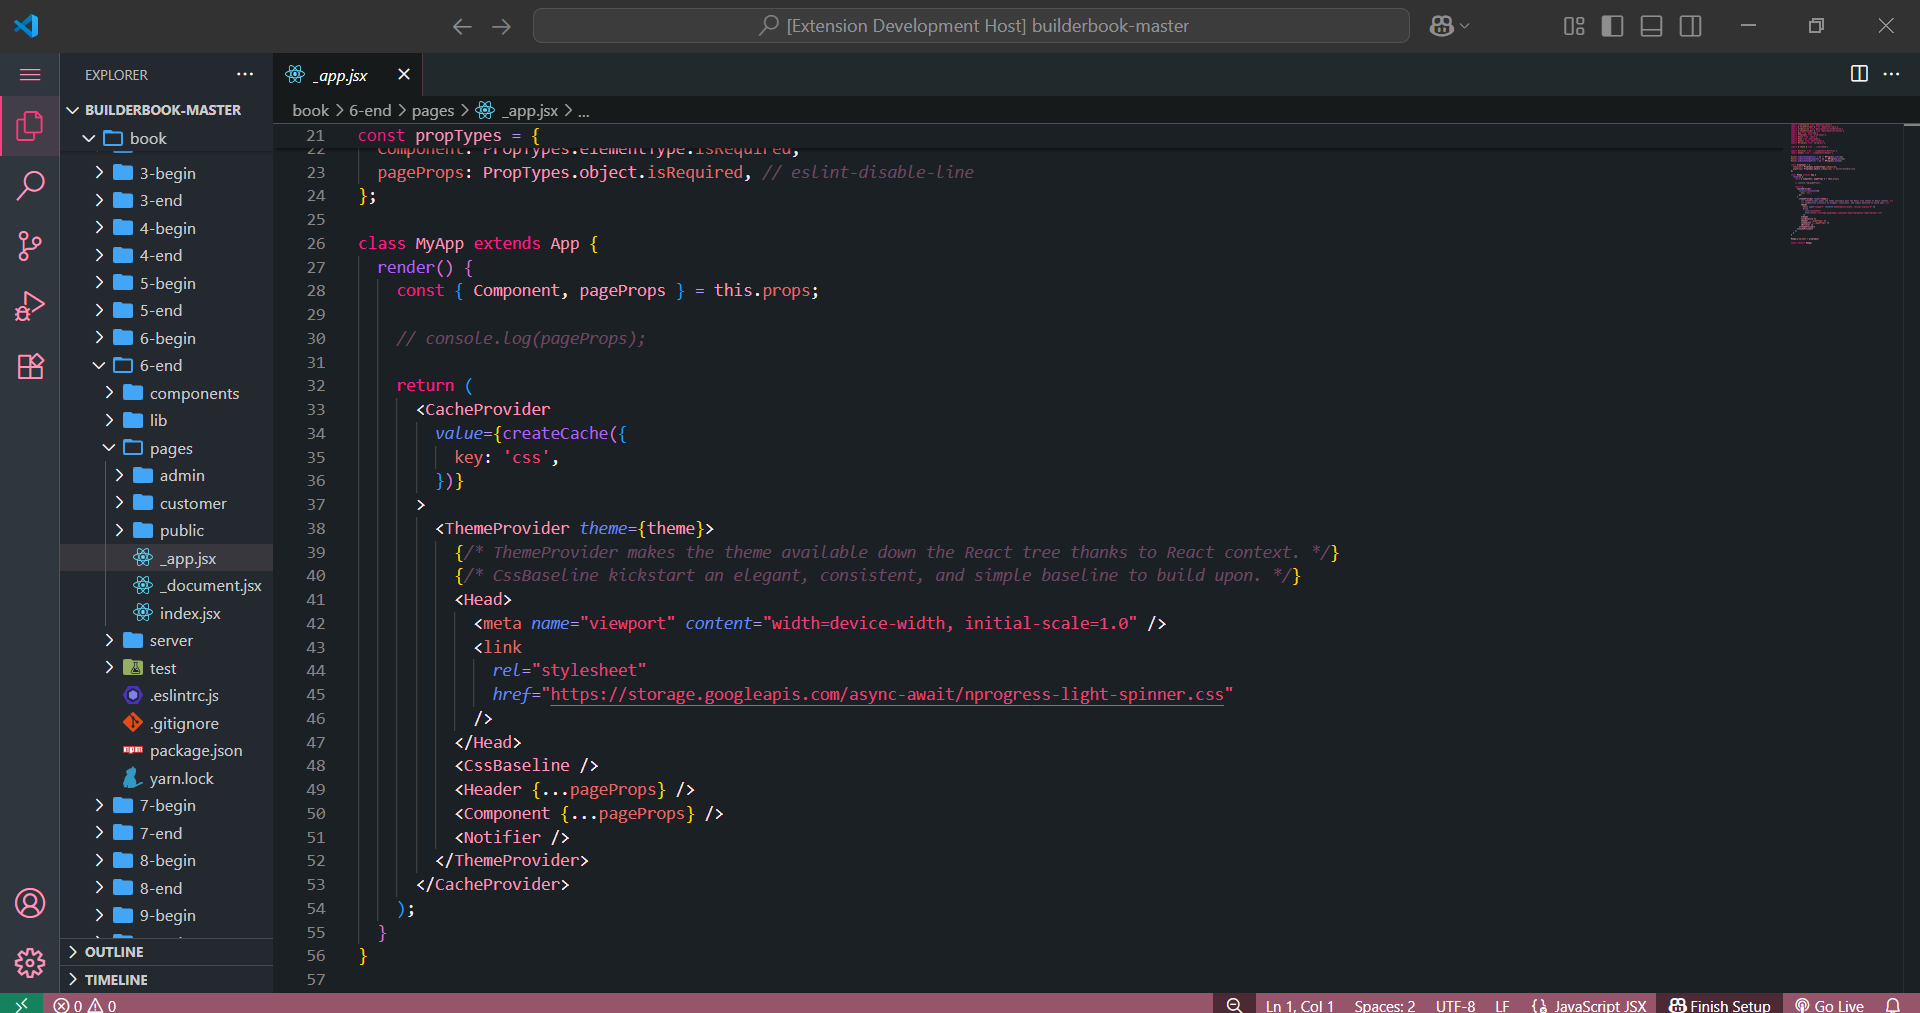 [Extension Development Host] builderbook-master
EXPLORER
_app.jsx
BUILDERBOOK-MASTER
book
3-begin
3-end
4-begin
4-end
5-begin
5-end
6-begin
6-end
components
lib
pages
admin
customer
public
_app.jsx
_document.jsx
index.jsx
server
test
.eslintrc.js
.gitignore
package.json
yarn.lock
7-begin
7-end
8-begin
8-end
9-begin
OUTLINE
TIMELINE
book > 6-end > pages > _app.jsx > ...
21 const propTypes = {
22 Component: PropTypes.elementType.isRequired,
23 pageProps: PropTypes.object.isRequired, // eslint-disable-line
24 };
25
26 class MyApp extends App {
27 render() {
28 const { Component, pageProps } = this.props;
29
30 // console.log(pageProps);
31
32 return (
33 <CacheProvider
34 value={createCache({
35 key: 'css',
36 })}
37 >
38 <ThemeProvider theme={theme}>
39 {/* ThemeProvider makes the theme available down the React tree thanks to React context. */}
40 {/* CssBaseline kickstart an elegant, consistent, and simple baseline to build upon. */}
41 <Head>
42 <meta name="viewport" content="width=device-width, initial-scale=1.0" />
43 <link
44 rel="stylesheet"
45 href="https://storage.googleapis.com/async-await/nprogress-light-spinner.css"
46 />
47 </Head>
48 <CssBaseline />
49 <Header {...pageProps} />
50 <Component {...pageProps} />
51 <Notifier />
52 </ThemeProvider>
53 </CacheProvider>
54 );
55 }
56 }
57
0 0
Ln 1, Col 1 Spaces: 2 UTF-8 LF JavaScript JSX Finish Setup Go Live